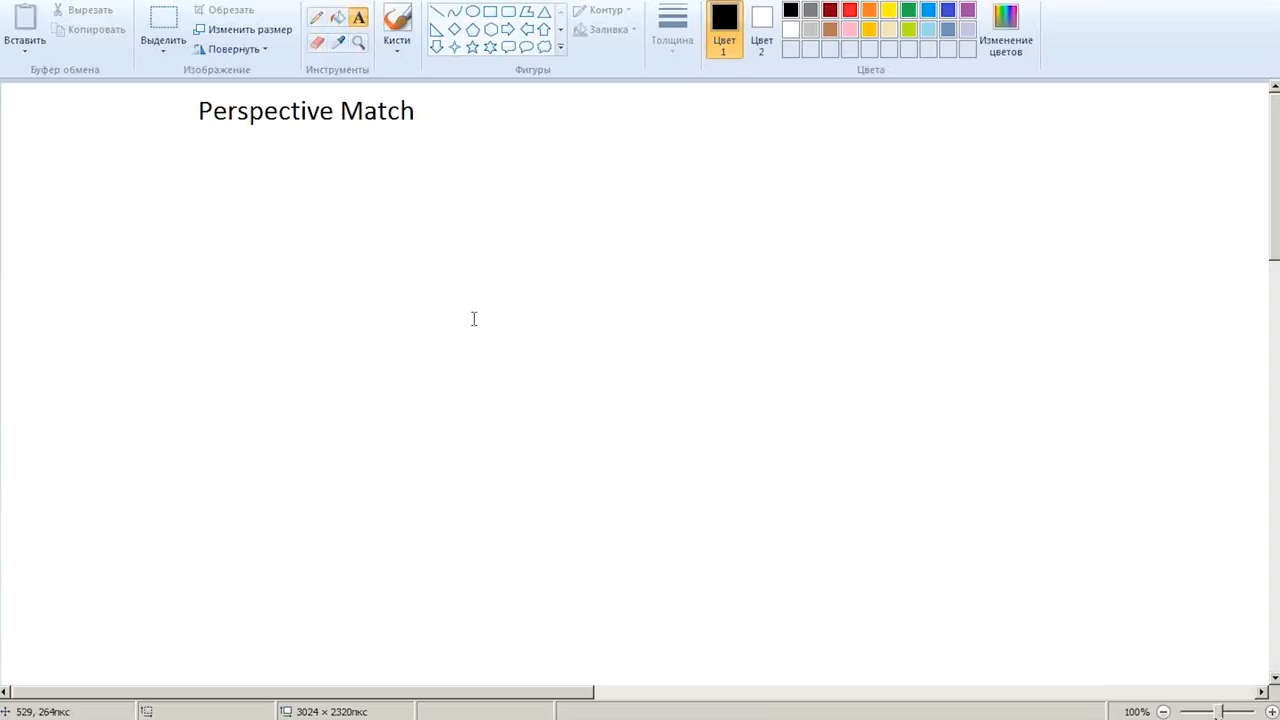 Вставить
Вырезать
Копировать
Буфер обмена
Выделить
Обрезать
Изменить размер
Повернуть
Изображение
A
Инструменты
Кисти
Контур
Заливка
Фигуры
Толщина
Цвет
1
Цвет
2
Изменение
цветов
Цвета
Perspective Match
529, 264пкс
3024 × 2320пкс
100%